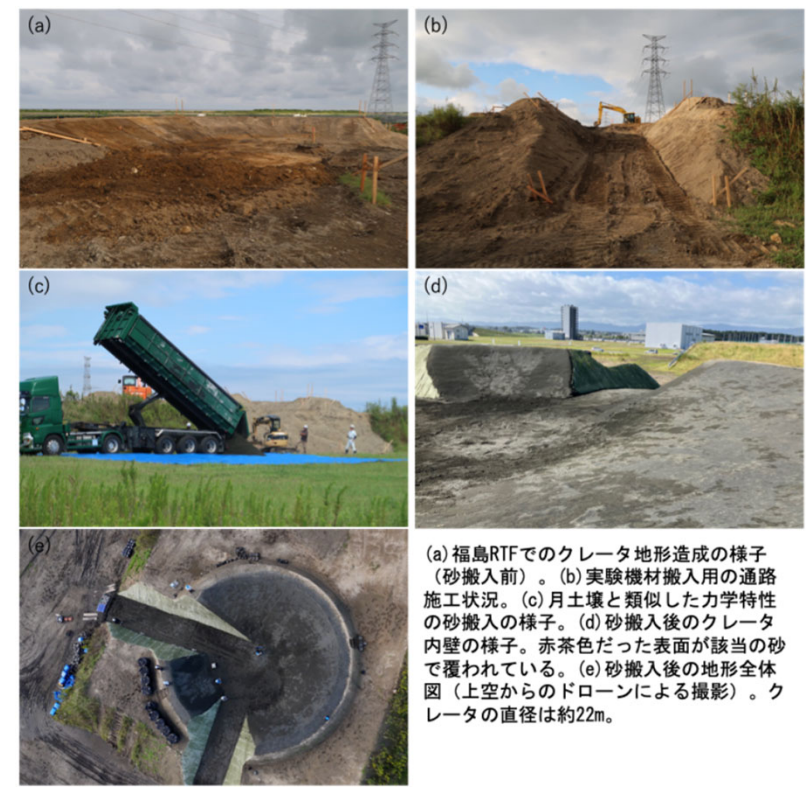 (a)
(b)
(c)
(d)
(e)
(a)福島RTFでのクレータ地形造成の様子
（砂搬入前）。(b)実験機材搬入用の通路
施工状況。(c)月土壌と類似した力学特性
の砂搬入の様子。(d)砂搬入後のクレータ
内壁の様子。赤茶色だった表面が該当の砂
で覆われている。(e)砂搬入後の地形全体
図（上空からのドローンによる撮影）。ク
レータの直径は約22m。